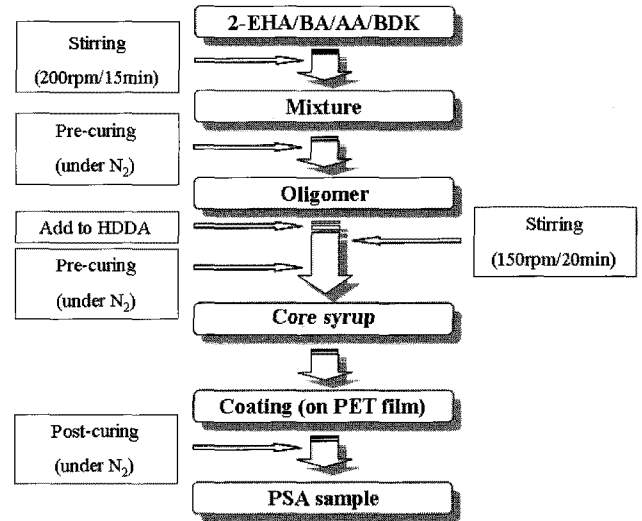 2-EHA/BA/AA/BDK
Stirring
(200rpm/15min)
Mixture
Pre-curing
(under N₂)
Oligomer
Add to HDDA
Stirring
(150rpm/20min)
Pre-curing
(under N₂)
Core syrup
Coating (on PET film)
Post-curing
(under N₂)
PSA sample